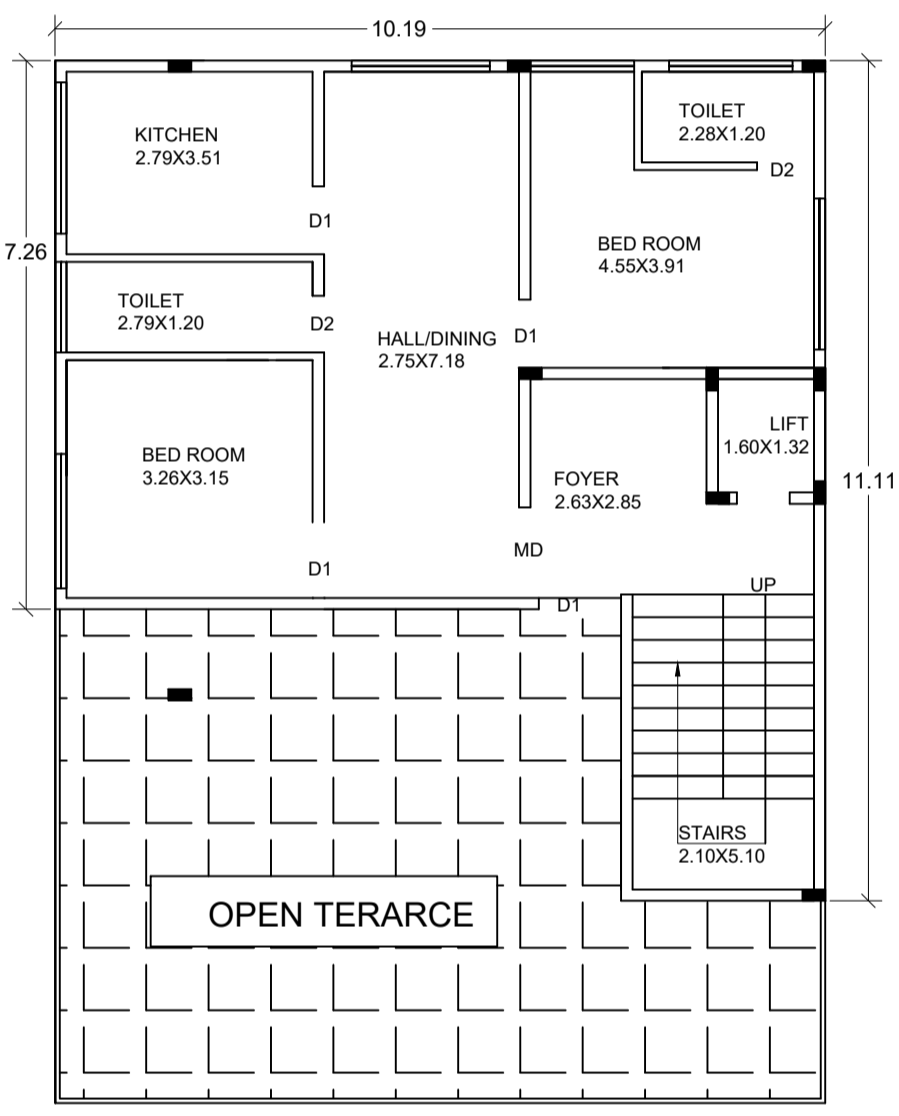 10.19
KITCHEN
2.79X3.51
TOILET
2.28X1.20
D2
D1
7.26
BED ROOM
4.55X3.91
TOILET
2.79X1.20
D2
HALL/DINING
2.75X7.18
D1
BED ROOM
3.26X3.15
LIFT
1.60X1.32
FOYER
2.63X2.85
11.11
MD
D1
UP
D1
STAIRS
2.10X5.10
OPEN TERARCE